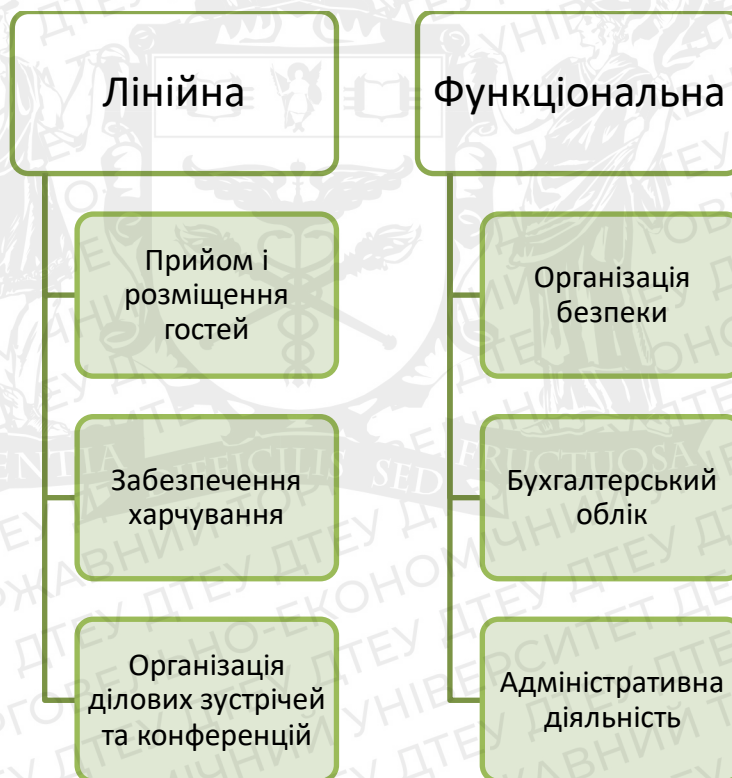 Лінійна
Прийом і
розміщення
гостей
Забезпечення
харчування
Організація
ділових зустрічей
та конференцій
Функціональна
Організація
безпеки
Бухгалтерський
облік
Адміністративна
діяльність